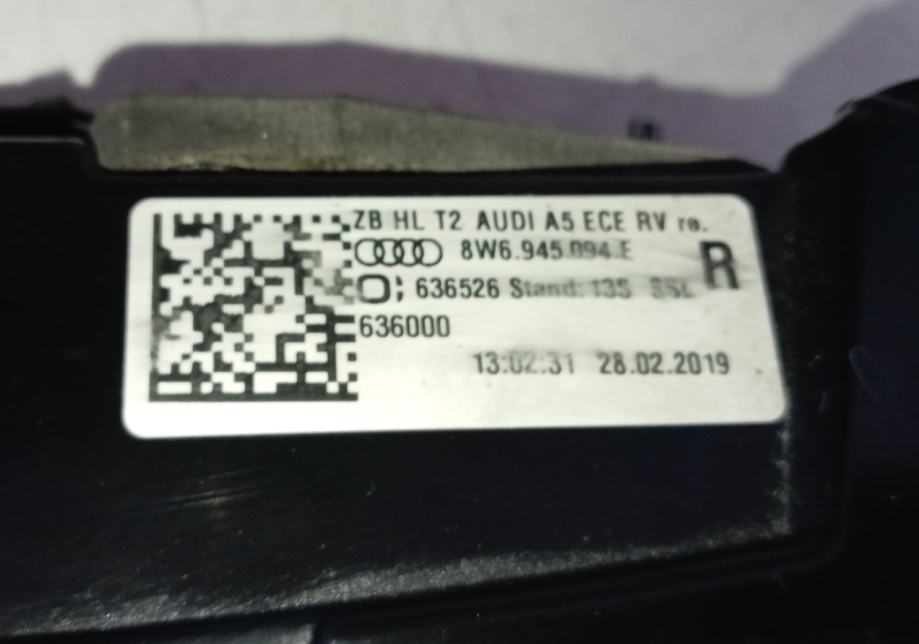 ZB HL T2 AUDI A5 ECE RV re.
8W6.945.094.E
R
636526 Stand: 135 SSL
636000
13:02:31 28.02.2019